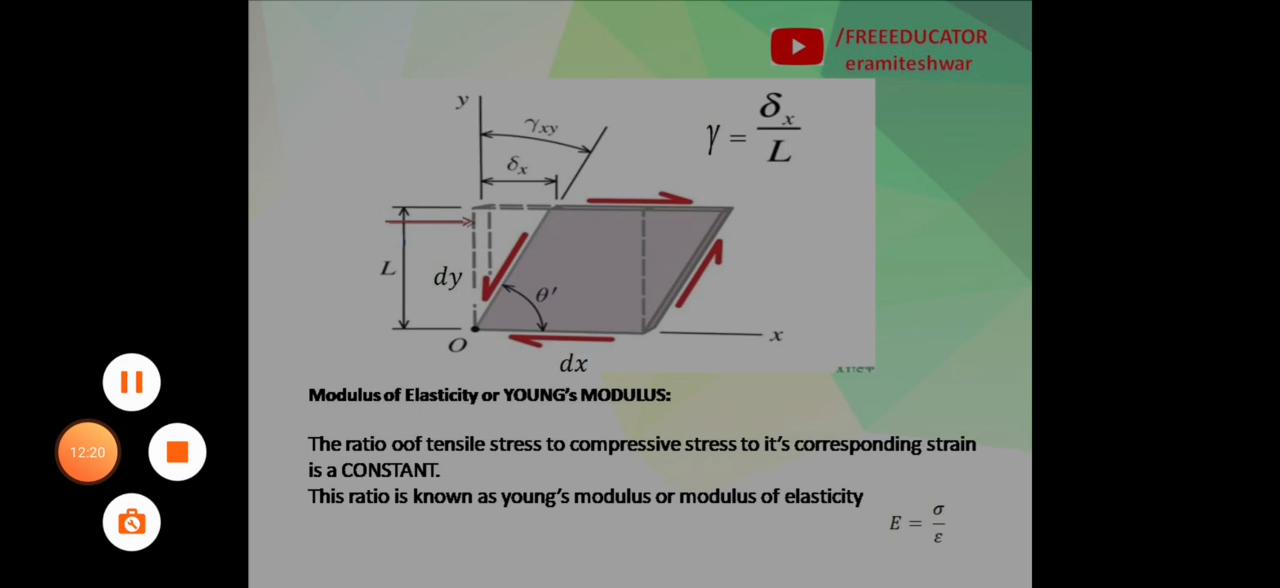 /FREEEDUCATOR
eramiteshwar
y
γxy
δx
γ = δx / L
L
dy
θ'
O
x
dx
Modulus of Elasticity or YOUNG's MODULUS:
The ratio oof tensile stress to compressive stress to it's corresponding strain
is a CONSTANT.
This ratio is known as young's modulus or modulus of elasticity
12:20
E = σ / ε